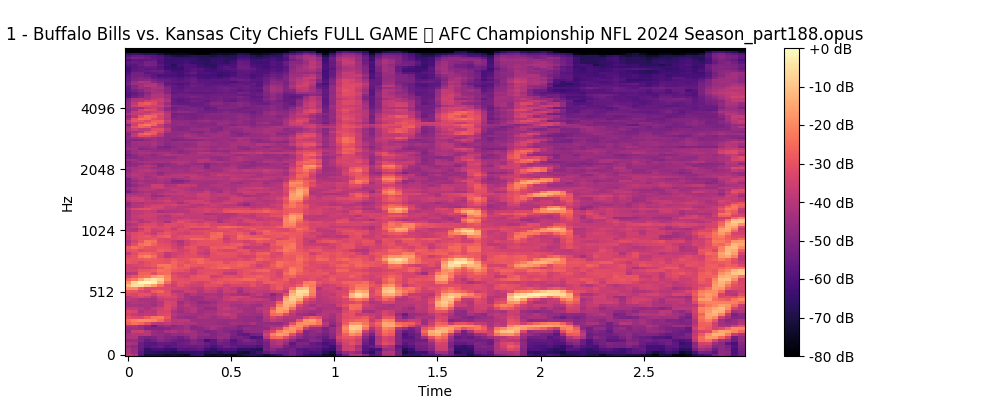 1 - Buffalo Bills vs. Kansas City Chiefs FULL GAME ▯ AFC Championship NFL 2024 Season_part188.opus
+0 dB
-10 dB
-20 dB
-30 dB
-40 dB
-50 dB
-60 dB
-70 dB
-80 dB
4096
2048
1024
512
0
Hz
0
0.5
1
1.5
2
2.5
Time